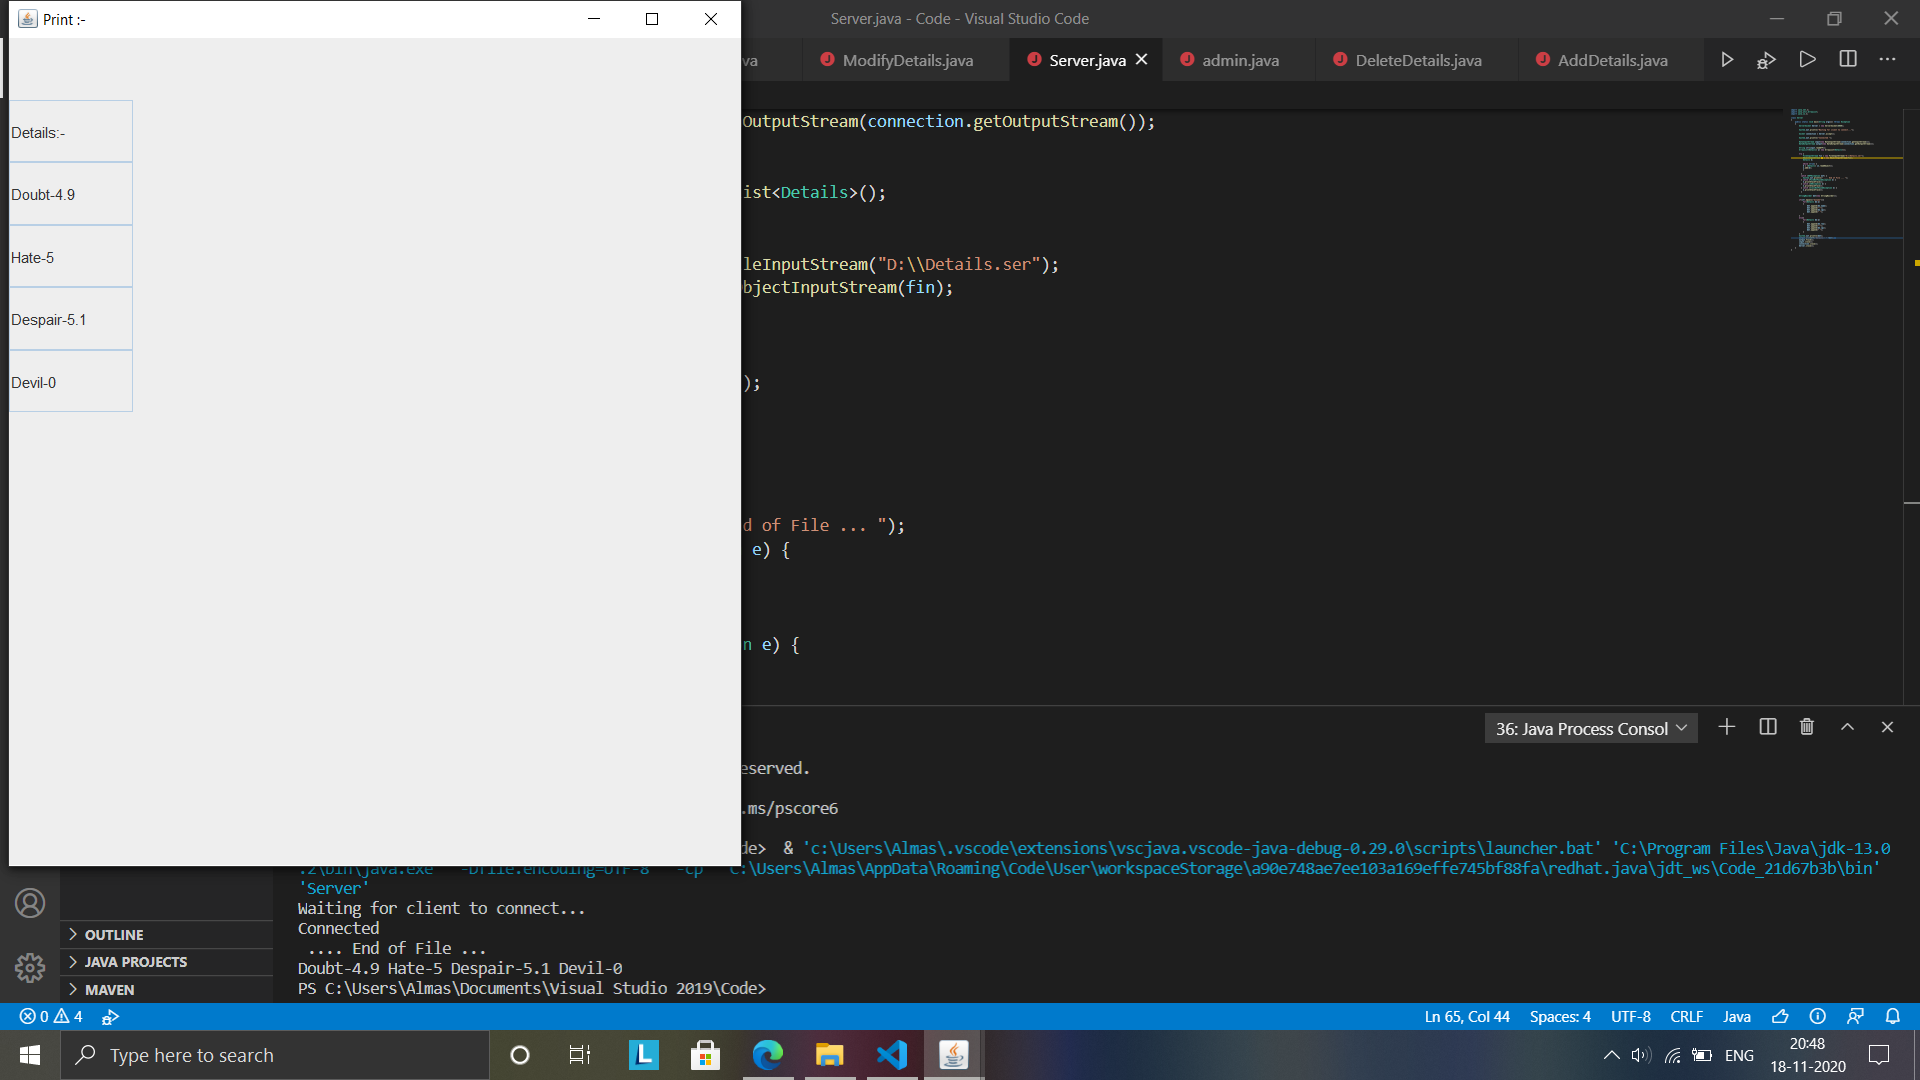 Print :-
Details:-
Doubt-4.9
Hate-5
Despair-5.1
Devil-0
Server.java - Code - Visual Studio Code
va
ModifyDetails.java
Server.java
admin.java
DeleteDetails.java
AddDetails.java
OutputStream(connection.getOutputStream());
ist<Details>();
leInputStream("D:\\Details.ser");
bjectInputStream(fin);
);
d of File ... ");
e) {
n e) {
36: Java Process Consol
eserved.
.ms/pscore6
de> & 'c:\Users\Almas\.vscode\extensions\vscjava.vscode-java-debug-0.29.0\scripts\launcher.bat' 'C:\Program Files\Java\jdk-13.0
.2\bin\java.exe' '-Dfile.encoding=UTF-8' '-cp' 'C:\Users\Almas\AppData\Roaming\Code\User\workspaceStorage\a90e748ae7ee103a169effe745bf88fa\redhat.java\jdt_ws\Code_21d67b3b\bin'
'Server'
Waiting for client to connect...
Connected
.... End of File ...
Doubt-4.9 Hate-5 Despair-5.1 Devil-0
PS C:\Users\Almas\Documents\Visual Studio 2019\Code>
OUTLINE
JAVA PROJECTS
MAVEN
0 4
Ln 65, Col 44
Spaces: 4
UTF-8
CRLF
Java
Type here to search
L
ENG
20:48
18-11-2020